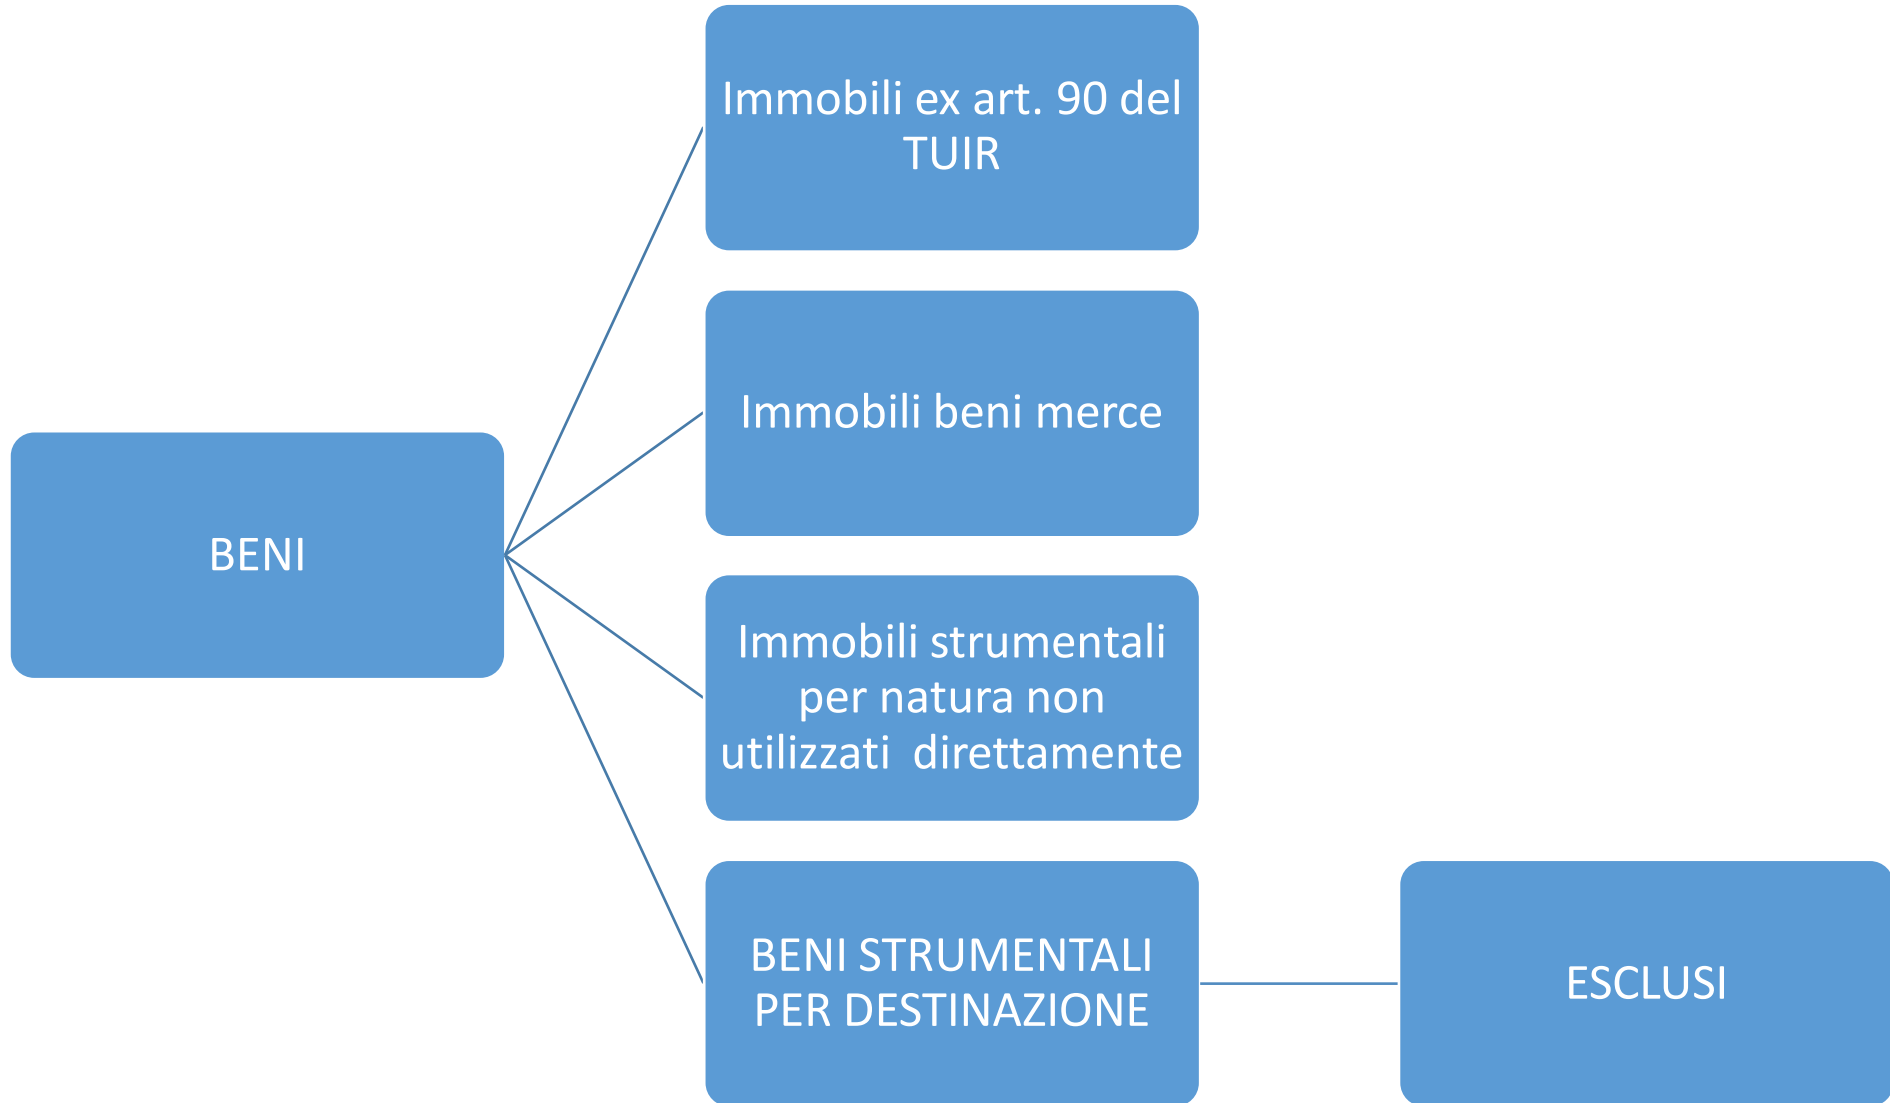 Immobili ex art. 90 del
TUIR
Immobili beni merce
BENI
Immobili strumentali
per natura non
utilizzati  direttamente
BENI STRUMENTALI
PER DESTINAZIONE
ESCLUSI